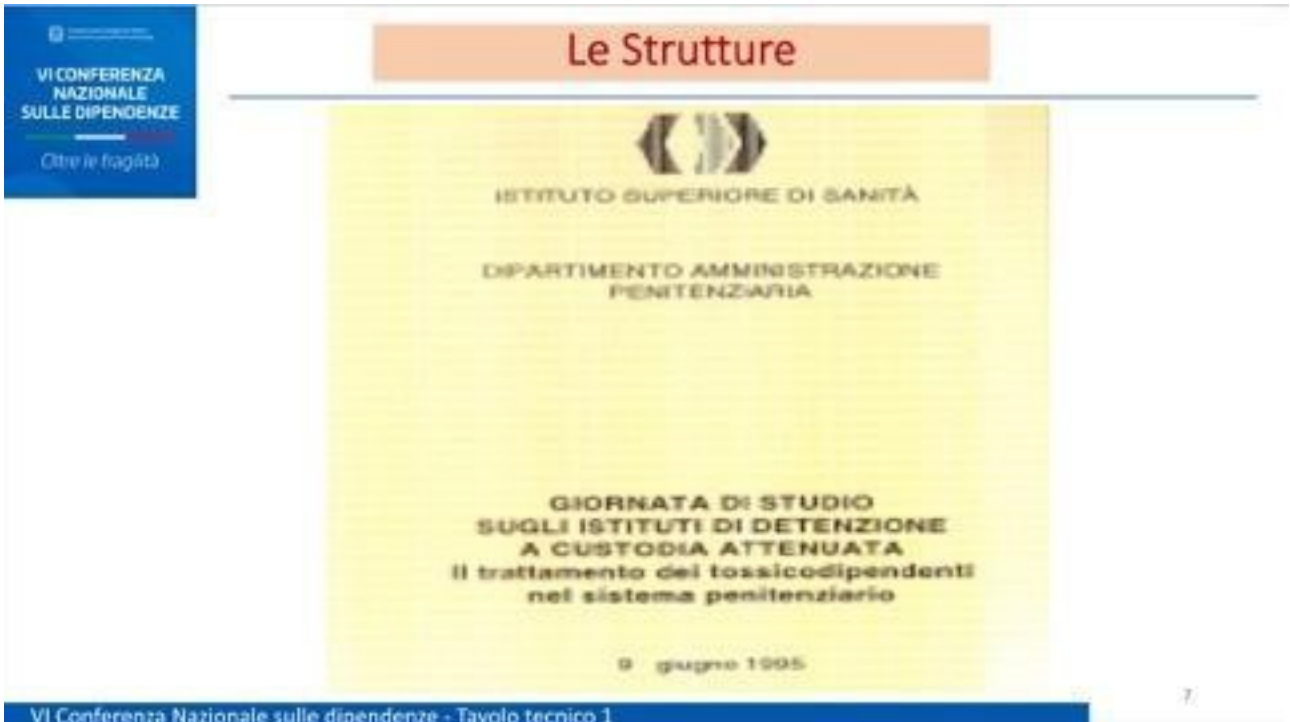 VI CONFERENZA
NAZIONALE
SULLE DIPENDENZE
Oltre le fragilità
Le Strutture
ISTITUTO SUPERIORE DI SANITÀ
DIPARTIMENTO AMMINISTRAZIONE
PENITENZIARIA
GIORNATA DI STUDIO
SUGLI ISTITUTI DI DETENZIONE
A CUSTODIA ATTENUATA
Il trattamento dei tossicodipendenti
nel sistema penitenziario
9 giugno 1995
7
VI Conferenza Nazionale sulle dipendenze - Tavolo tecnico 1